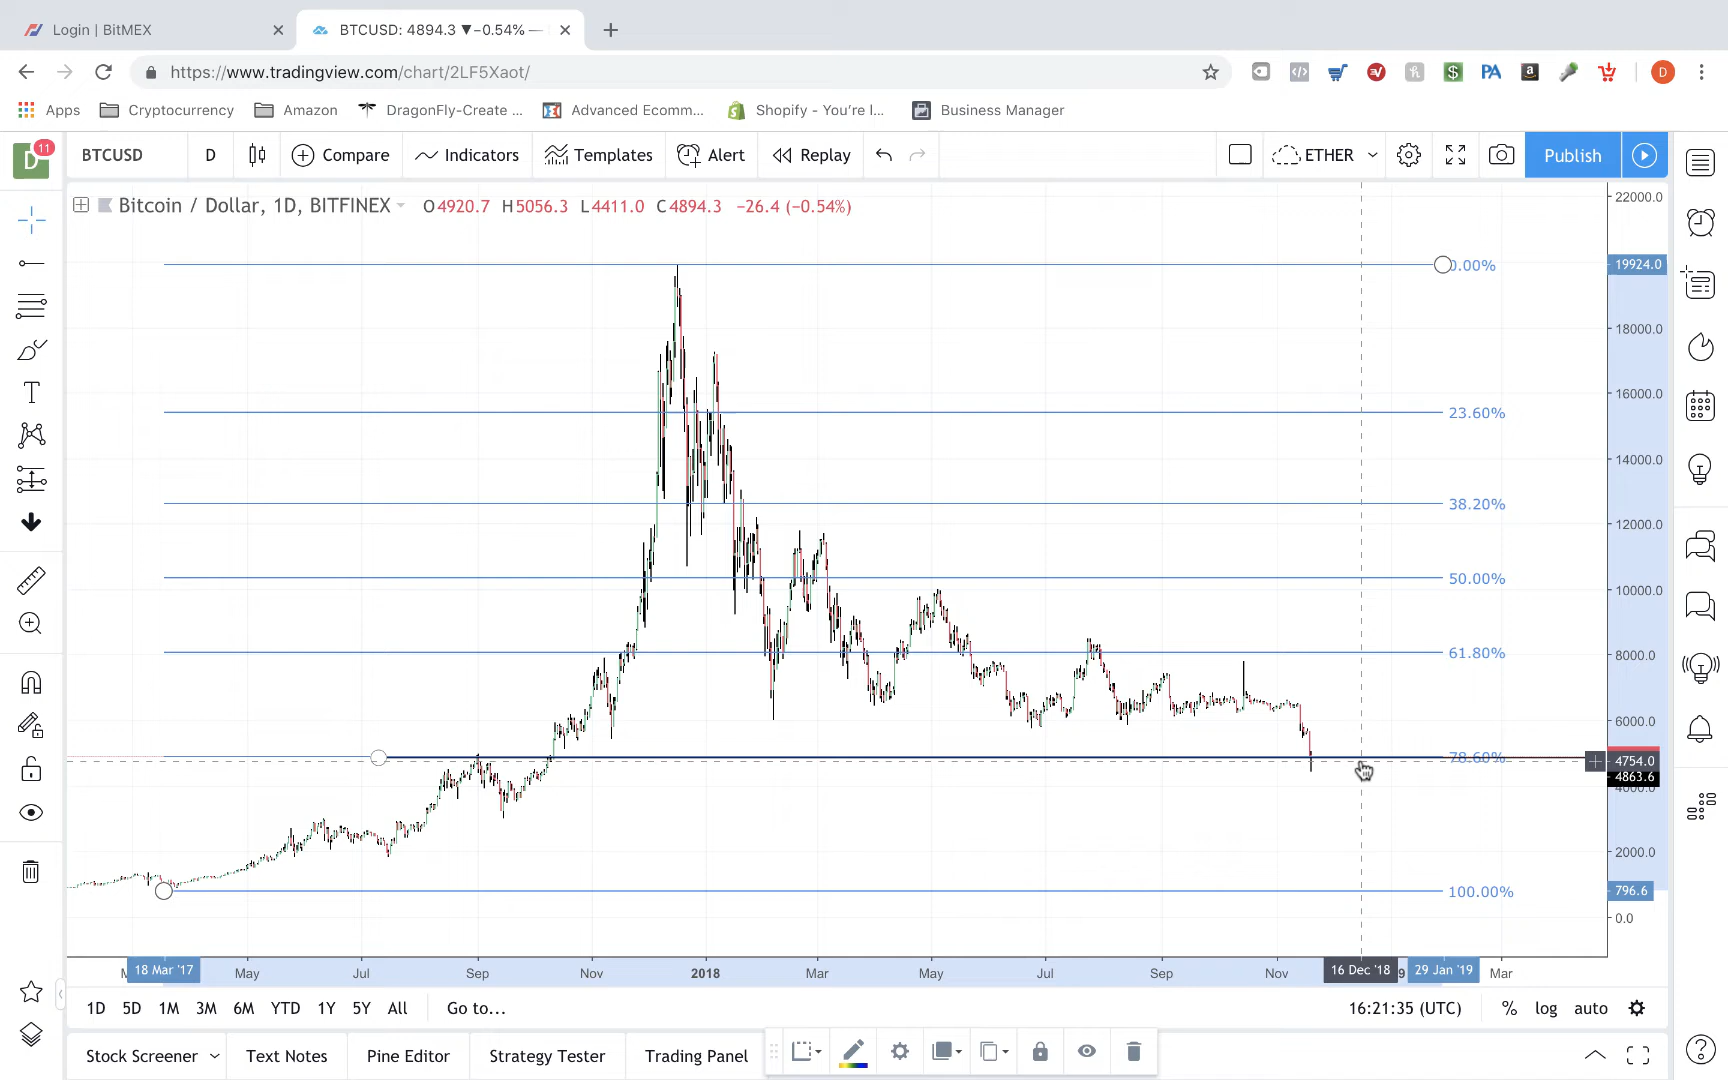 Login | BitMEX
BTCUSD: 4894.3 ▼−0.54% —
https://www.tradingview.com/chart/2LF5Xaot/
Apps Cryptocurrency Amazon DragonFly-Create ... Advanced Ecomm... Shopify - You're I... Business Manager
D 11 BTCUSD D Compare Indicators Templates Alert Replay ETHER Publish
Bitcoin / Dollar, 1D, BITFINEX O4920.7 H5056.3 L4411.0 C4894.3 −26.4 (−0.54%)
22000.0
0.00% 19924.0
18000.0
16000.0
23.60%
14000.0
38.20%
12000.0
50.00%
10000.0
61.80%
8000.0
6000.0
78.60%
4754.0
4863.6
4000.0
2000.0
100.00% 796.6
0.0
18 Mar '17 May Jul Sep Nov 2018 Mar May Jul Sep Nov 16 Dec '18 29 Jan '19 Mar
1D 5D 1M 3M 6M YTD 1Y 5Y All Go to... 16:21:35 (UTC) % log auto
Stock Screener Text Notes Pine Editor Strategy Tester Trading Panel